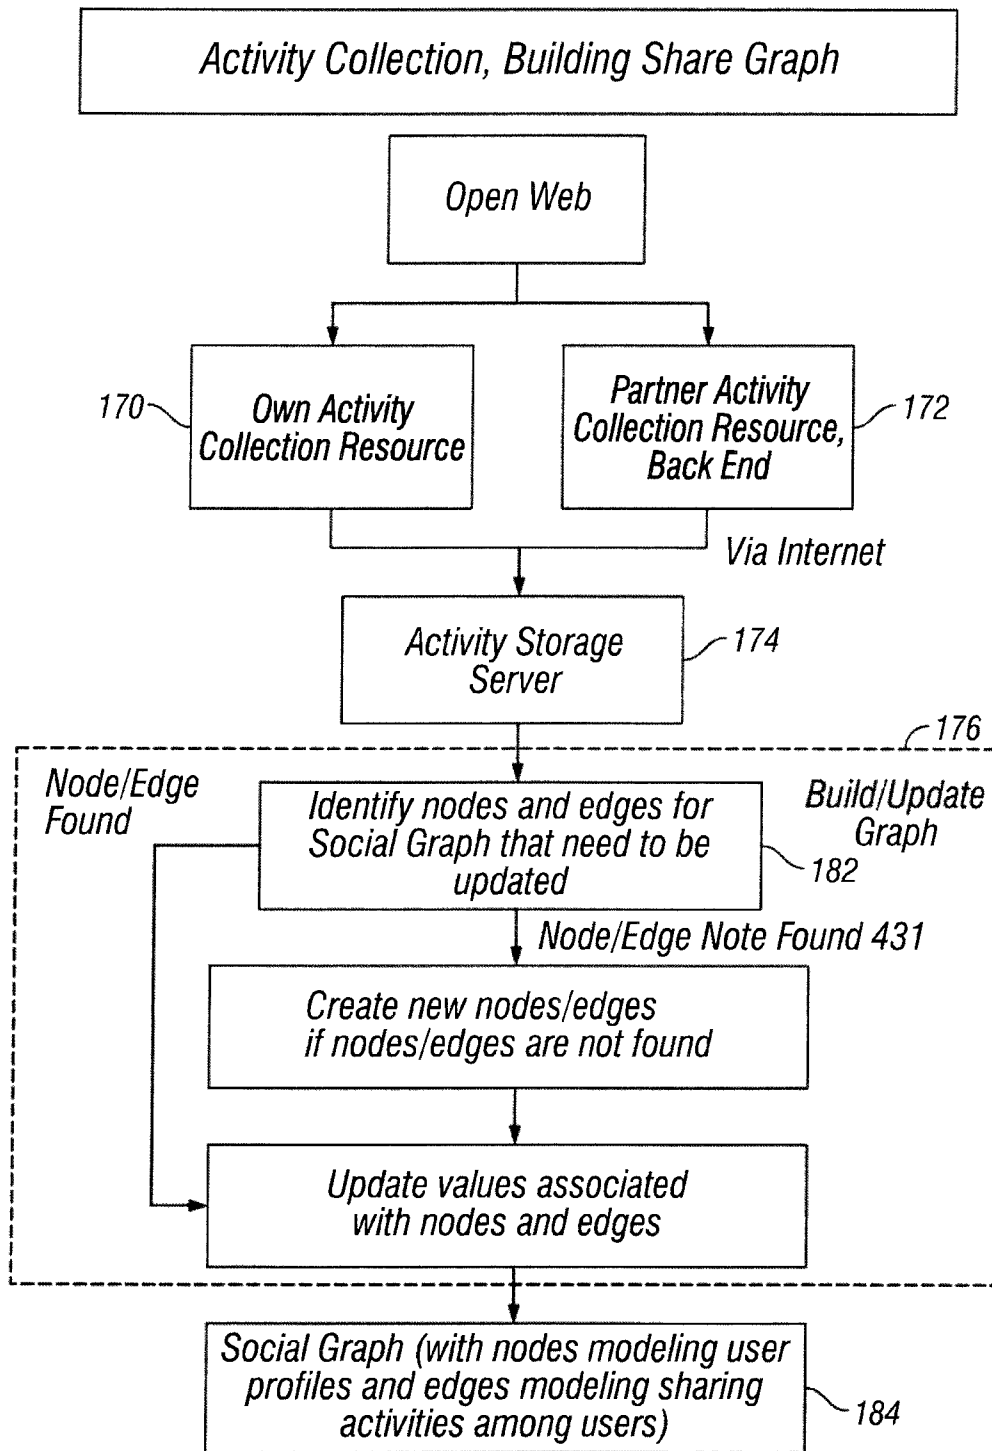 Activity Collection, Building Share Graph
Open Web
170
Own Activity
Collection Resource
Partner Activity
Collection Resource,
Back End
172
Via Internet
Activity Storage
Server
174
176
Node/Edge
Found
Identify nodes and edges for
Social Graph that need to be
updated
Build/Update
Graph
182
Node/Edge Note Found 431
Create new nodes/edges
if nodes/edges are not found
Update values associated
with nodes and edges
Social Graph (with nodes modeling user
profiles and edges modeling sharing
activities among users)
184